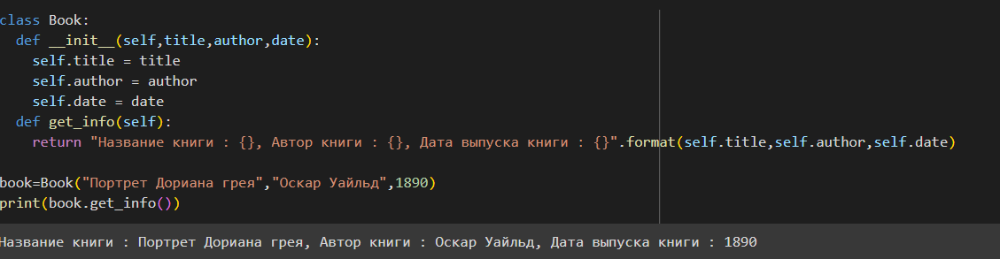 class Book:
  def __init__(self,title,author,date):
    self.title = title
    self.author = author
    self.date = date
  def get_info(self):
    return "Название книги : {}, Автор книги : {}, Дата выпуска книги : {}".format(self.title,self.author,self.date)
book=Book("Портрет Дориана грея","Оскар Уайльд",1890)
print(book.get_info())
Название книги : Портрет Дориана грея, Автор книги : Оскар Уайльд, Дата выпуска книги : 1890